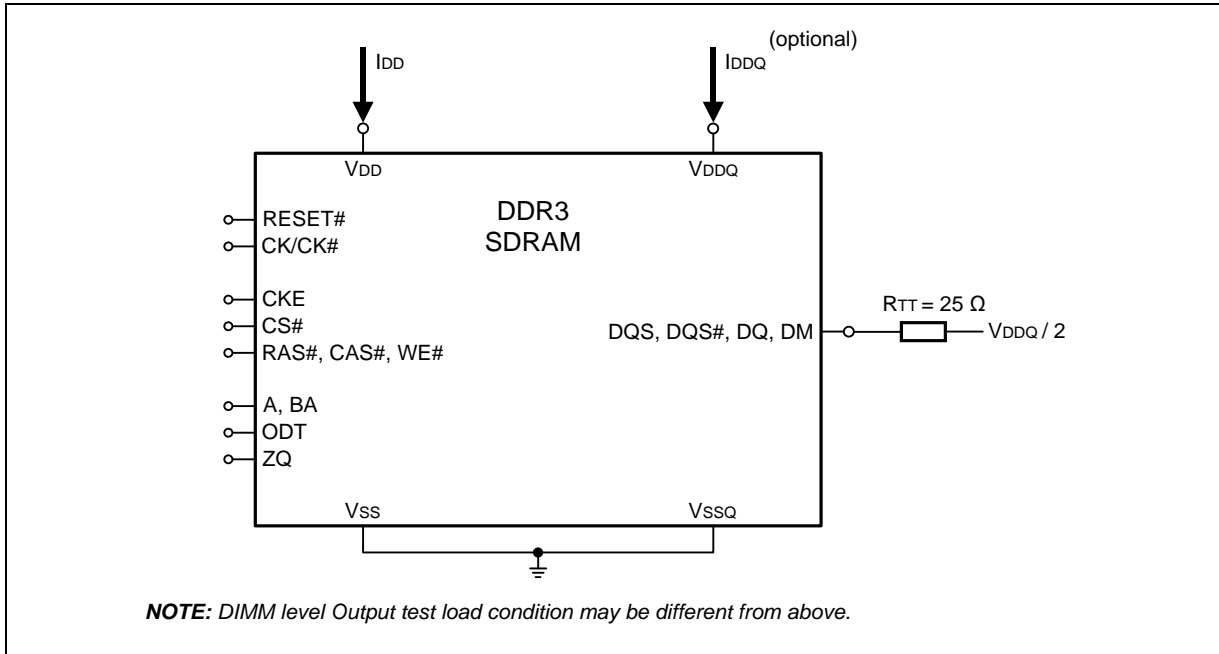 (optional)
IDD
IDDQ
VDD
VDDQ
DDR3
SDRAM
RESET#
CK/CK#
CKE
CS#
RAS#, CAS#, WE#
DQS, DQS#, DQ, DM
RTT = 25 Ω
VDDQ / 2
A, BA
ODT
ZQ
VSS
VSSQ
NOTE: DIMM level Output test load condition may be different from above.